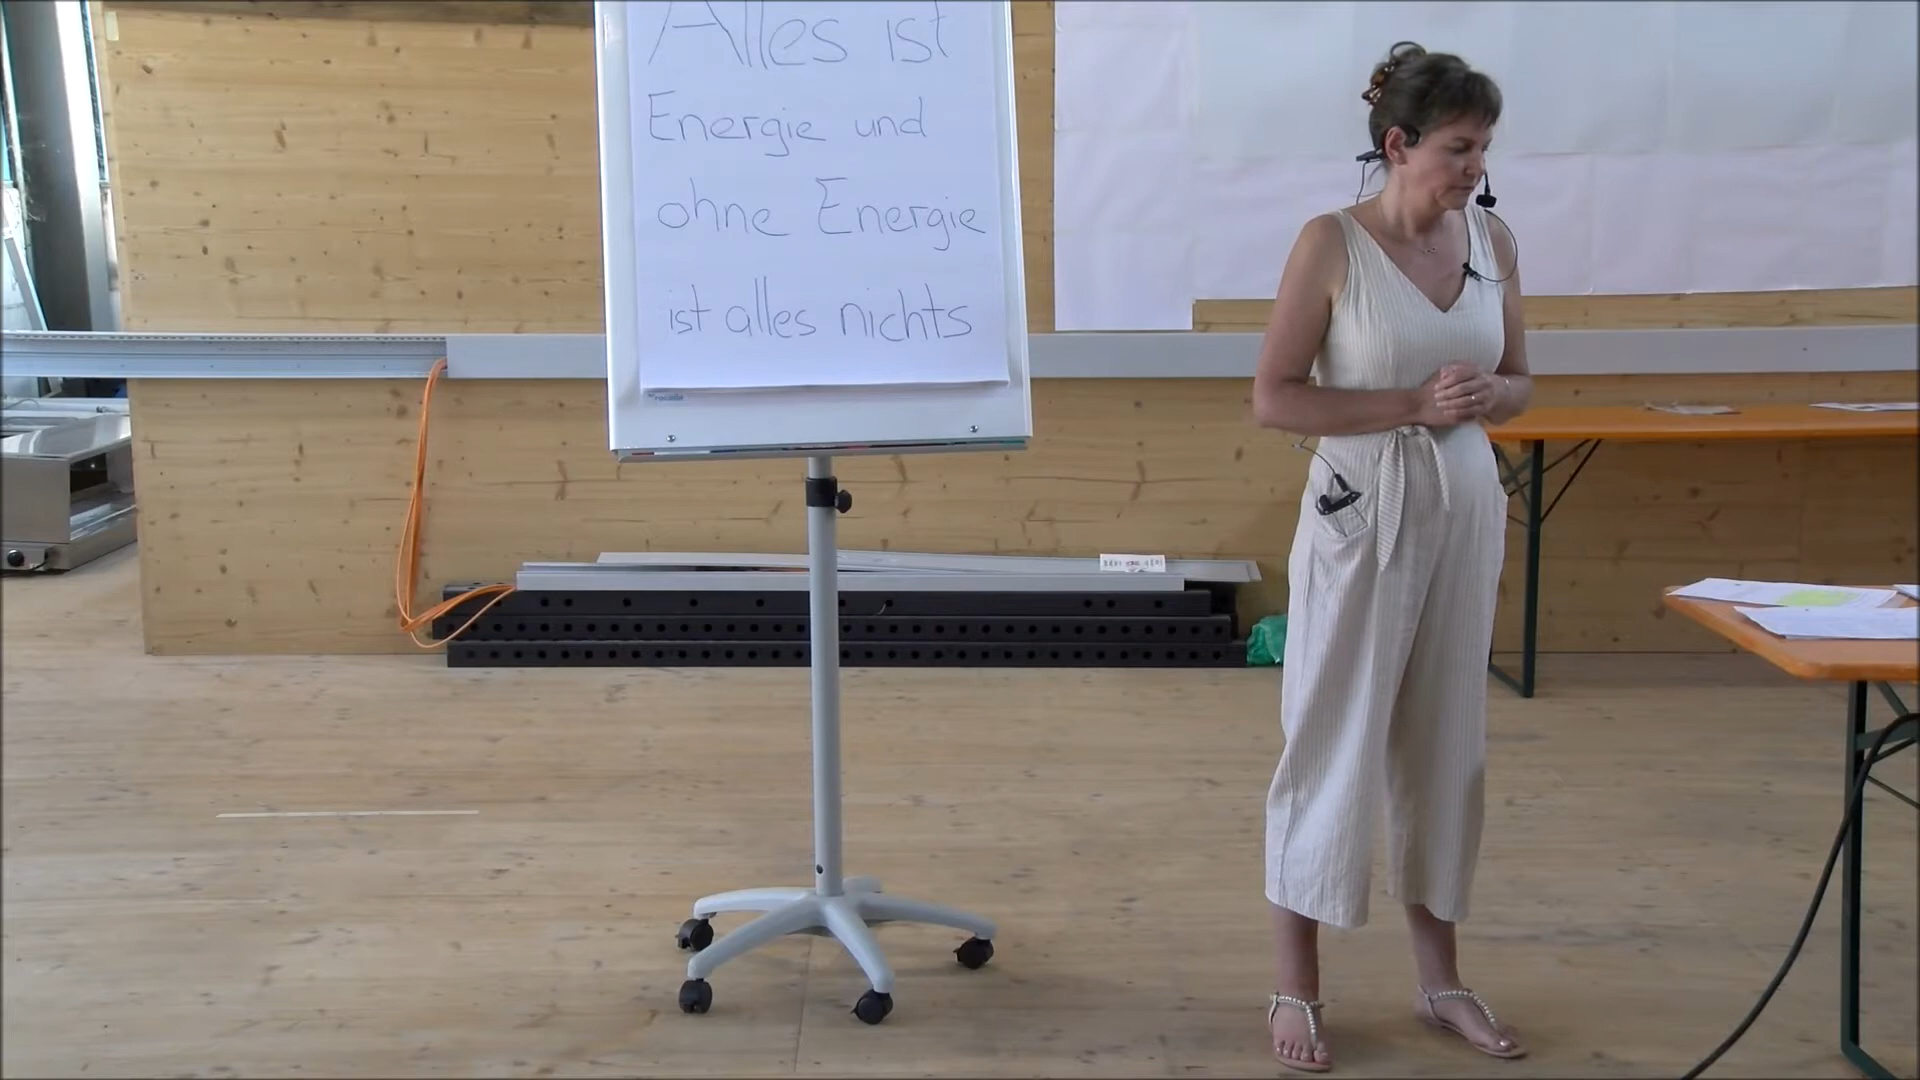 Alles ist
Energie und
ohne Energie
ist alles nichts